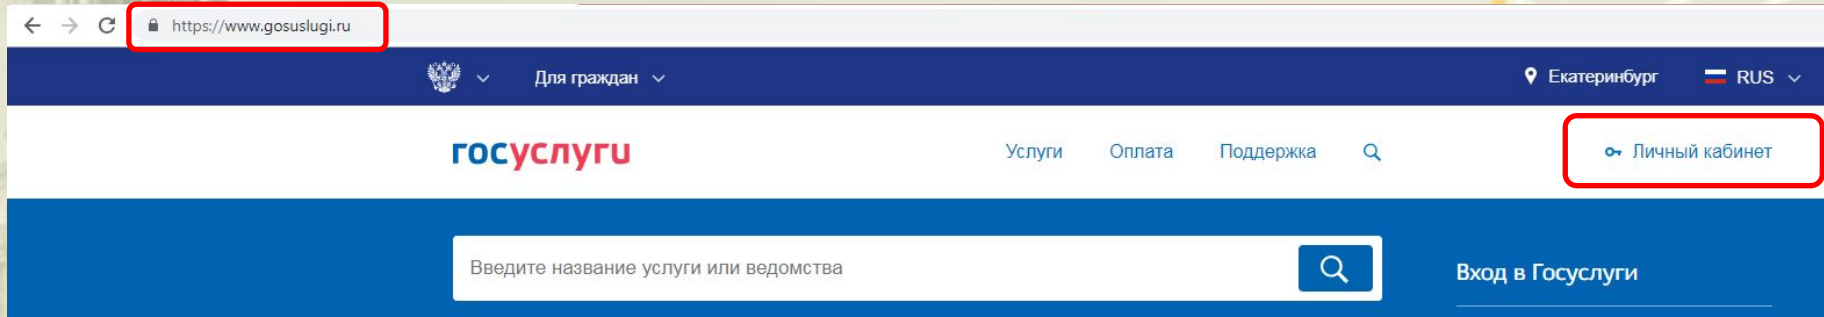 https://www.gosuslugi.ru
Для граждан
Екатеринбург
RUS
госуслуги
Услуги
Оплата
Поддержка
Личный кабинет
Введите название услуги или ведомства
Вход в Госуслуги